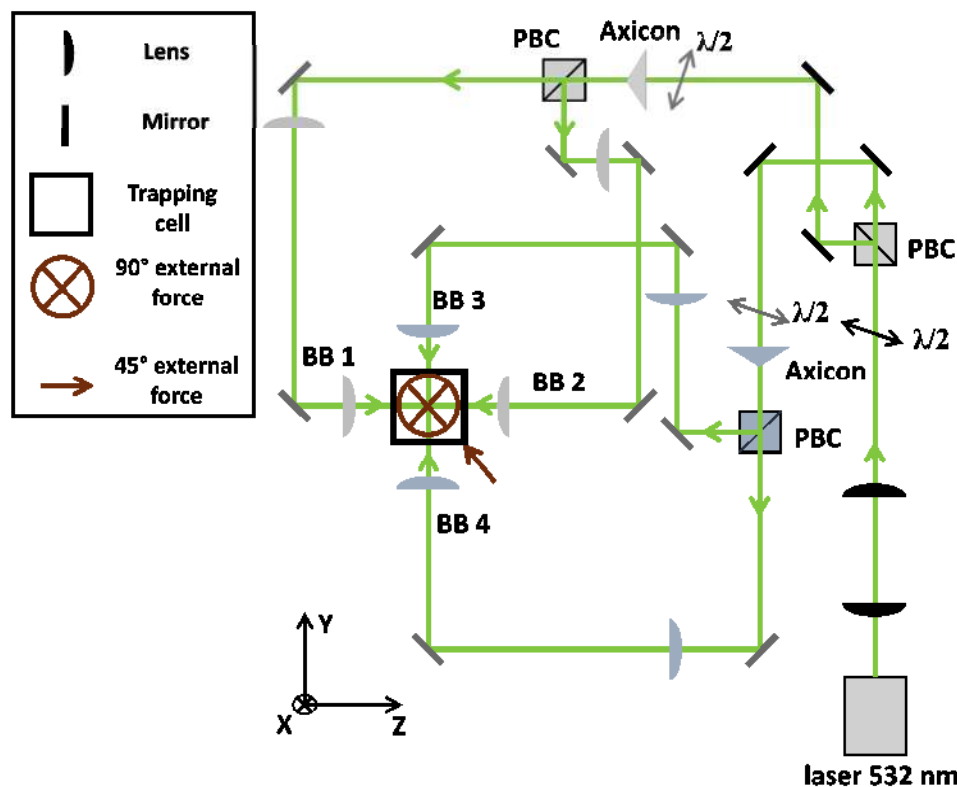 Lens
Mirror
Trapping
cell
90° external
force
45° external
force
PBC
Axicon
λ/2
PBC
BB 3
λ/2
λ/2
BB 1
BB 2
Axicon
PBC
BB 4
Y
X
Z
laser 532 nm